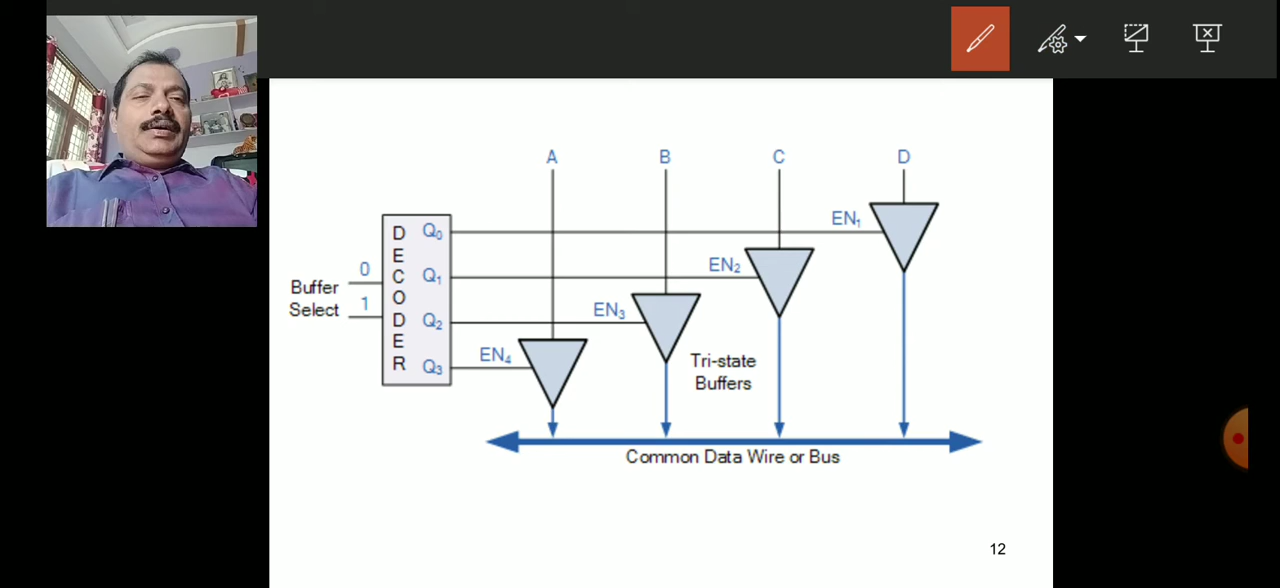 A B C D
EN₁
D
E
C
O
D
E
R
Q₀
Q₁
Q₂
Q₃
Buffer
Select
0
1
EN₂
EN₃
EN₄
Tri-state
Buffers
Common Data Wire or Bus
12